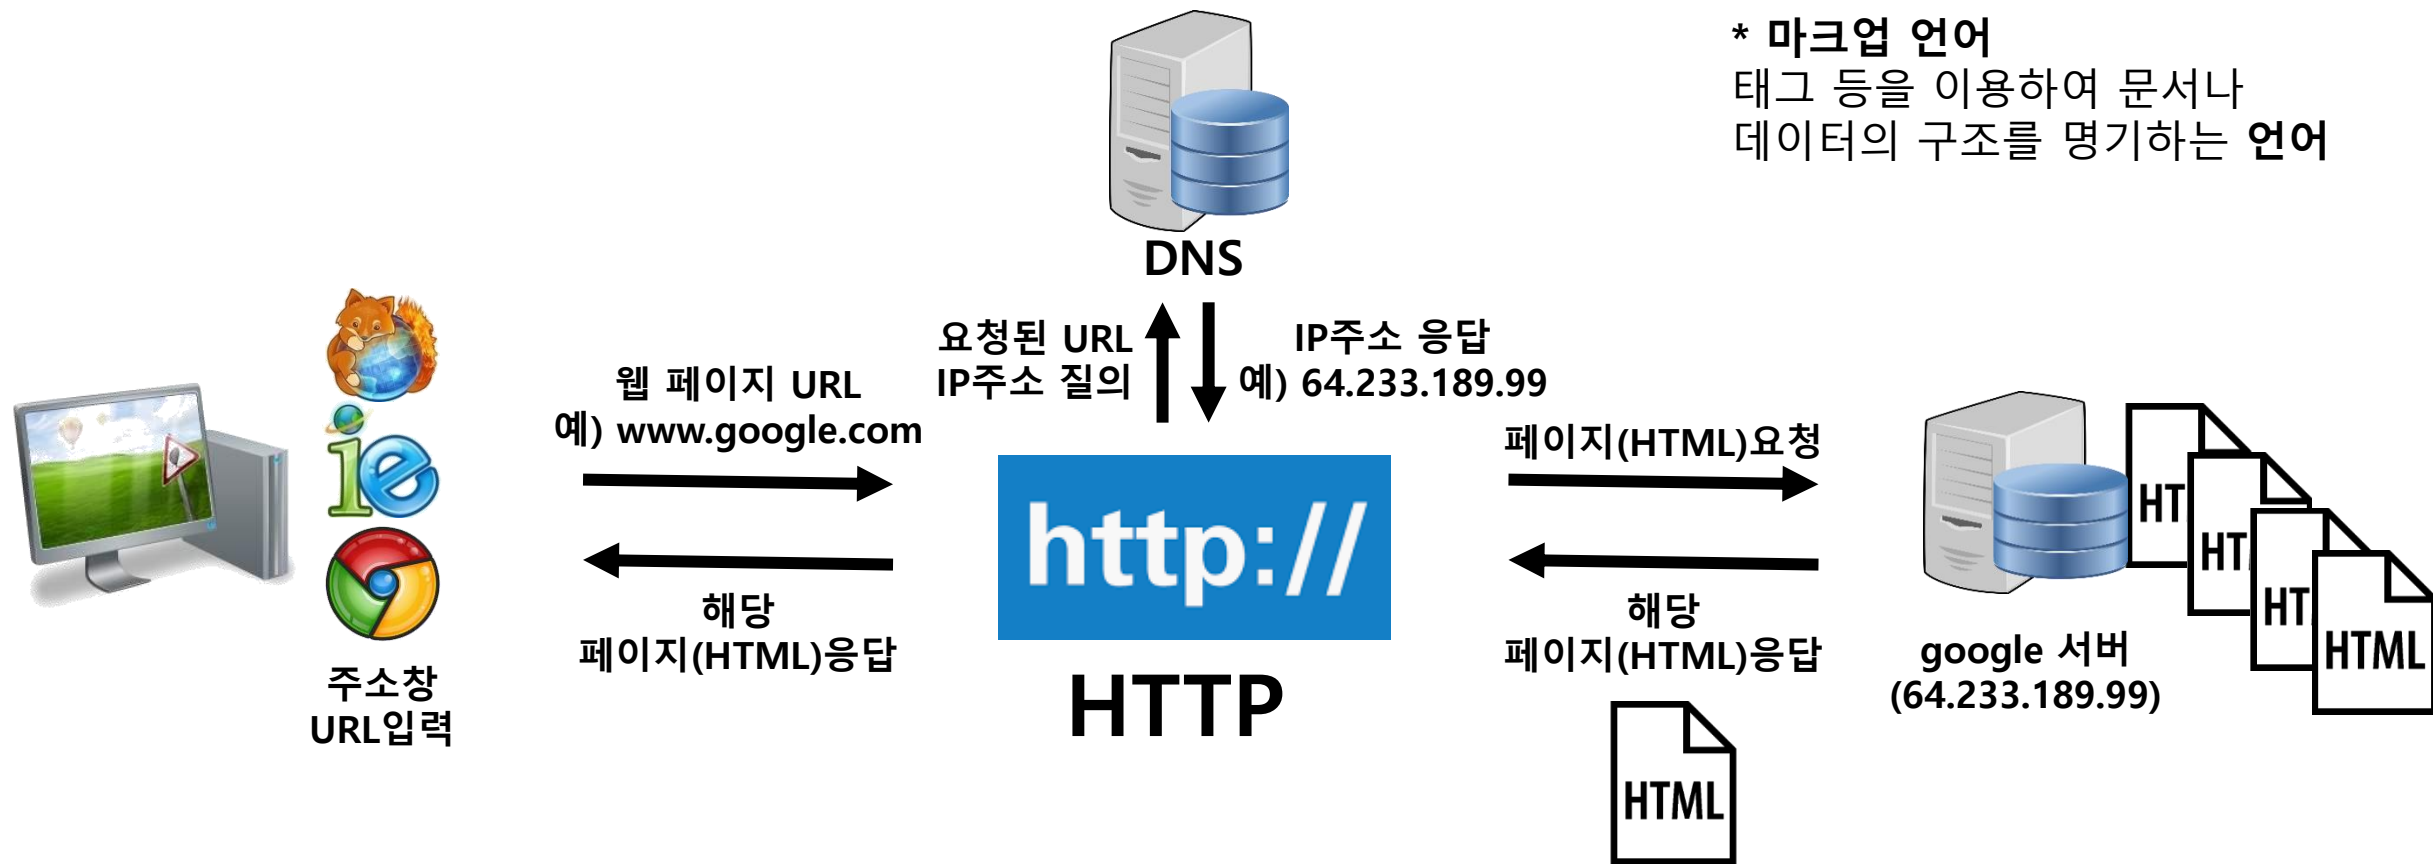 * 마크업 언어
태그 등을 이용하여 문서나
데이터의 구조를 명기하는 언어
DNS
요청된 URL
IP주소 질의
IP주소 응답
예) 64.233.189.99
웹 페이지 URL
예) www.google.com
페이지(HTML)요청
http://
HTTP
해당
페이지(HTML)응답
해당
페이지(HTML)응답
HTML
ie
주소창
URL입력
google 서버
(64.233.189.99)
HT
HT
HT
HTML